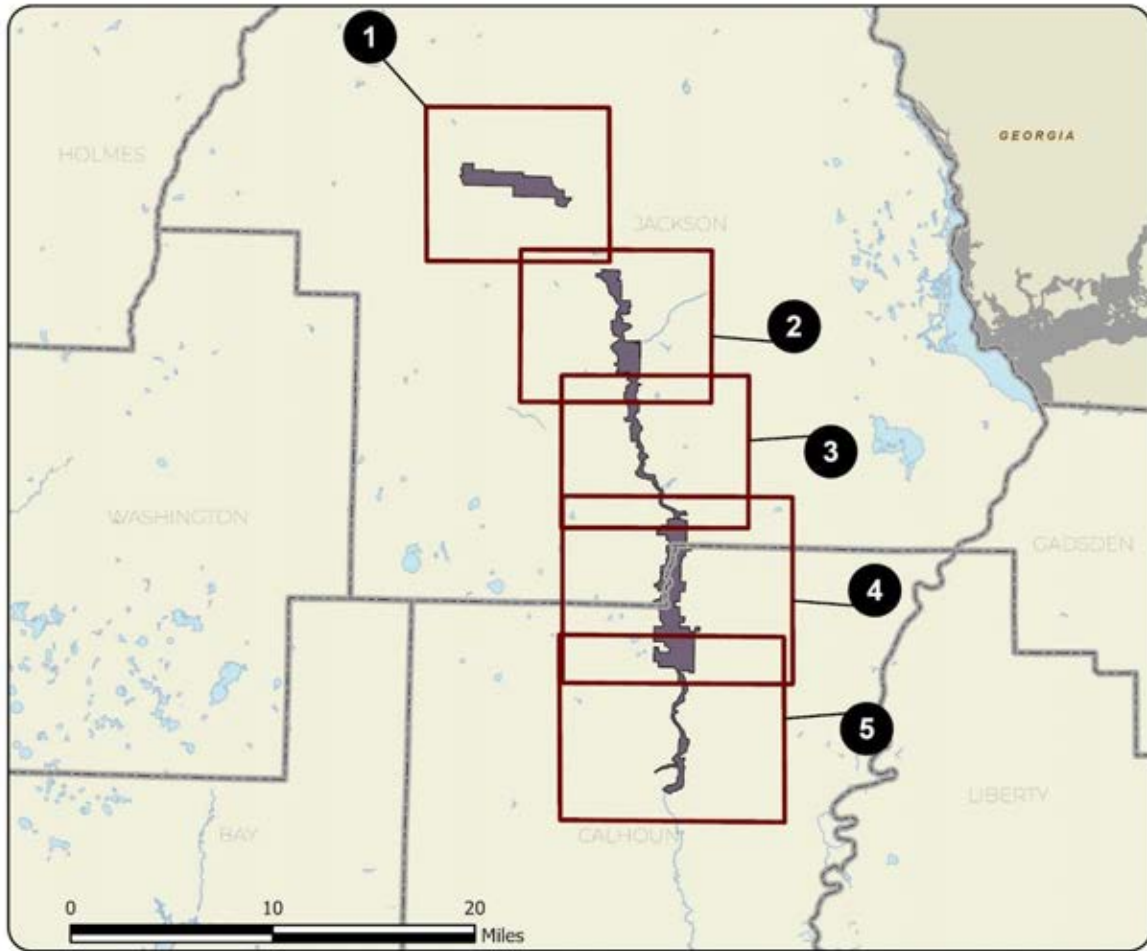 1
GEORGIA
HOLMES
JACKSON
2
3
WASHINGTON
GADSDEN
4
5
LIBERTY
BAY
CALHOUN
0 10 20
Miles